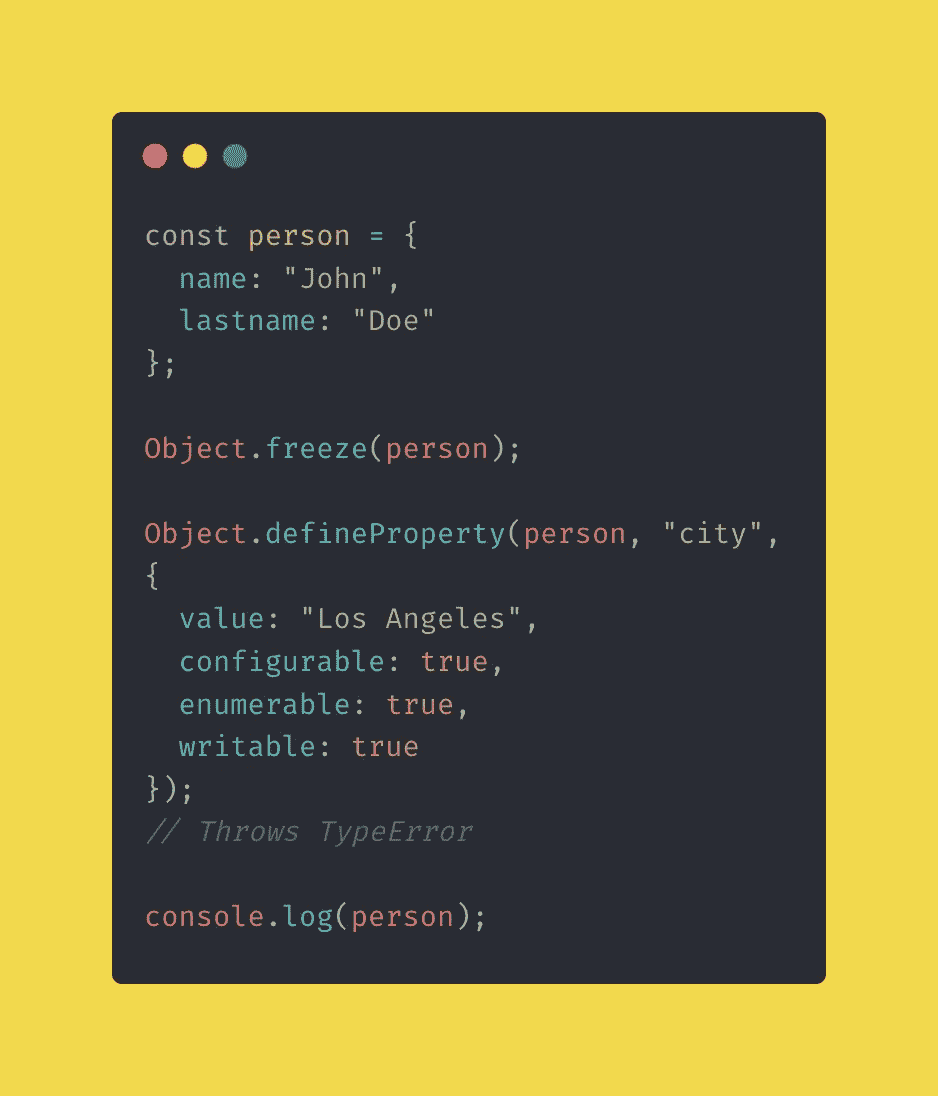 const person = {
  name: "John",
  lastname: "Doe"
};

Object.freeze(person);

Object.defineProperty(person, "city",
{
  value: "Los Angeles",
  configurable: true,
  enumerable: true,
  writable: true
});
// Throws TypeError

console.log(person);